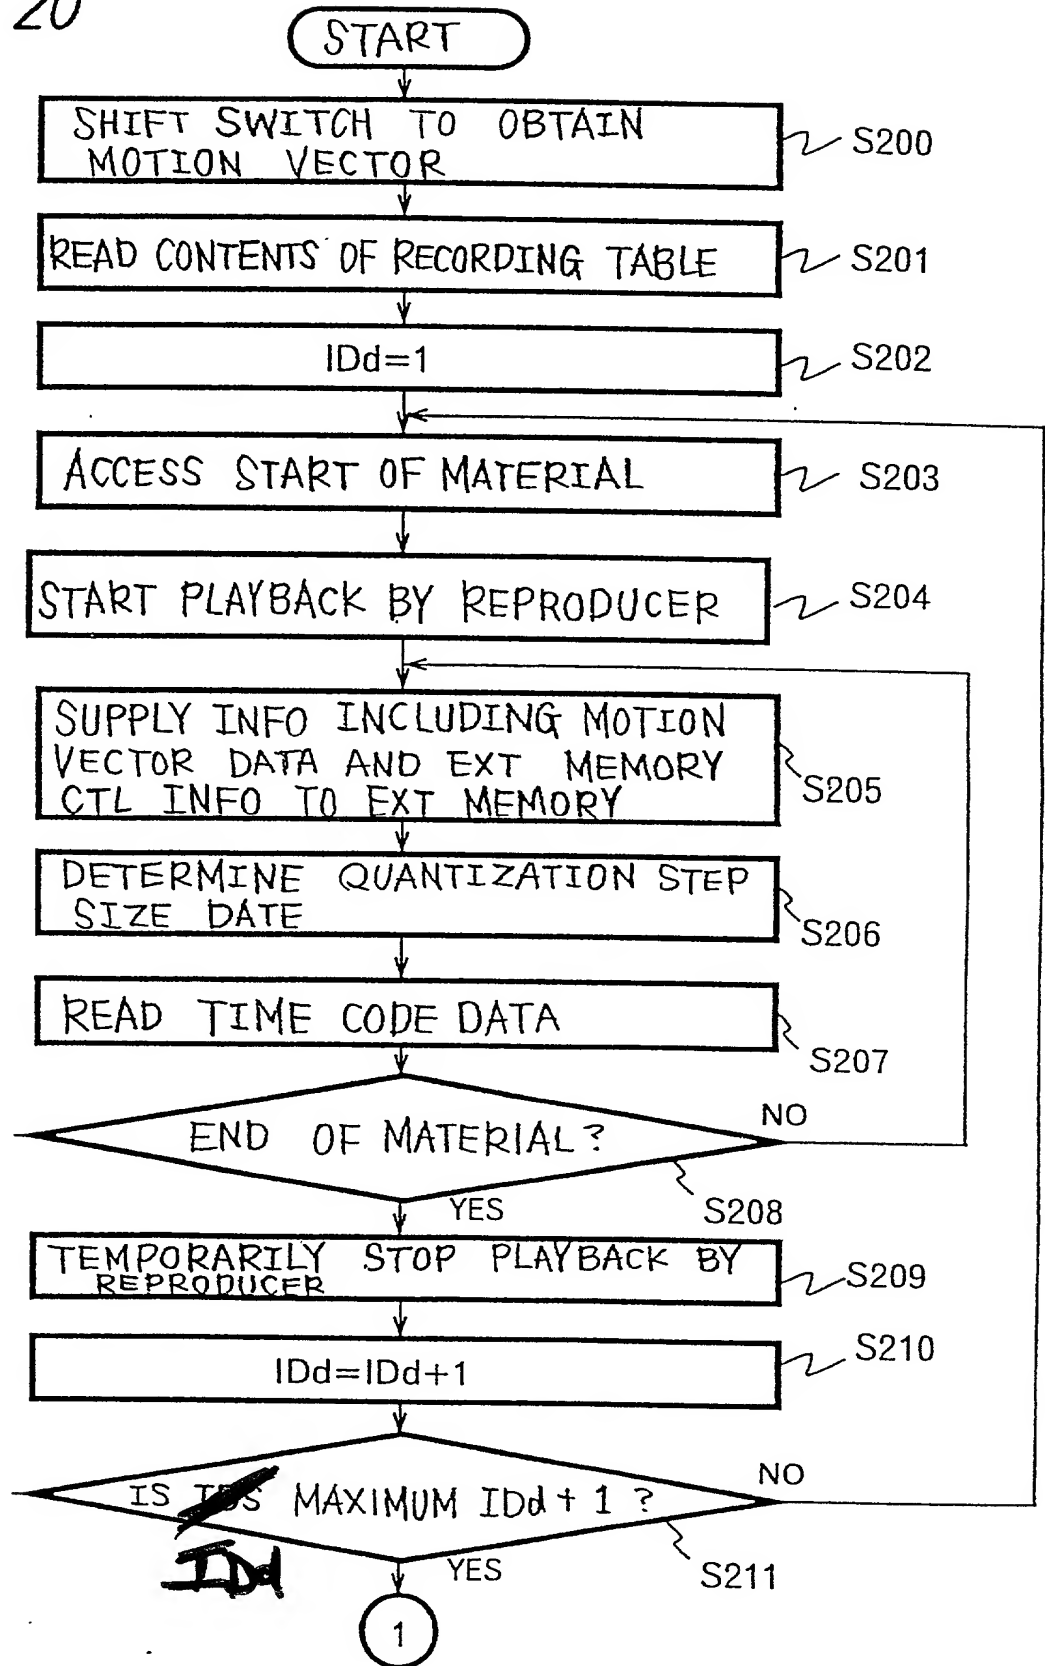 20
START
SHIFT SWITCH TO OBTAIN
MOTION VECTOR
S200
READ CONTENTS OF RECORDING TABLE
S201
IDd=1
S202
ACCESS START OF MATERIAL
S203
START PLAYBACK BY REPRODUCER
S204
SUPPLY INFO INCLUDING MOTION
VECTOR DATA AND EXT MEMORY
CTL INFO TO EXT MEMORY
S205
DETERMINE QUANTIZATION STEP
SIZE DATE
S206
READ TIME CODE DATA
S207
END OF MATERIAL?
NO
S208
YES
TEMPORARILY STOP PLAYBACK BY
REPRODUCER
S209
IDd=IDd+1
S210
IS MAXIMUM IDd+1 ?
IDd
NO
S211
YES
1